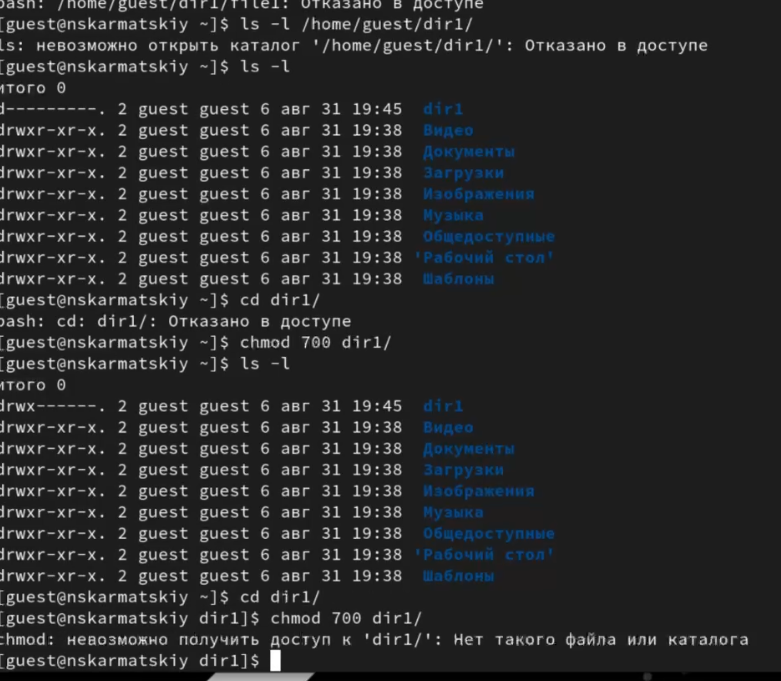 bash: /home/guest/dir1/file1: Отказано в доступе
[guest@nskarmatskiy ~]$ ls -l /home/guest/dir1/
ls: невозможно открыть каталог '/home/guest/dir1/': Отказано в доступе
[guest@nskarmatskiy ~]$ ls -l
итого 0
d---------. 2 guest guest 6 авг 31 19:45  dir1
drwxr-xr-x. 2 guest guest 6 авг 31 19:38  Видео
drwxr-xr-x. 2 guest guest 6 авг 31 19:38  Документы
drwxr-xr-x. 2 guest guest 6 авг 31 19:38  Загрузки
drwxr-xr-x. 2 guest guest 6 авг 31 19:38  Изображения
drwxr-xr-x. 2 guest guest 6 авг 31 19:38  Музыка
drwxr-xr-x. 2 guest guest 6 авг 31 19:38  Общедоступные
drwxr-xr-x. 2 guest guest 6 авг 31 19:38 'Рабочий стол'
drwxr-xr-x. 2 guest guest 6 авг 31 19:38  Шаблоны
[guest@nskarmatskiy ~]$ cd dir1/
bash: cd: dir1/: Отказано в доступе
[guest@nskarmatskiy ~]$ chmod 700 dir1/
[guest@nskarmatskiy ~]$ ls -l
итого 0
drwx------. 2 guest guest 6 авг 31 19:45  dir1
drwxr-xr-x. 2 guest guest 6 авг 31 19:38  Видео
drwxr-xr-x. 2 guest guest 6 авг 31 19:38  Документы
drwxr-xr-x. 2 guest guest 6 авг 31 19:38  Загрузки
drwxr-xr-x. 2 guest guest 6 авг 31 19:38  Изображения
drwxr-xr-x. 2 guest guest 6 авг 31 19:38  Музыка
drwxr-xr-x. 2 guest guest 6 авг 31 19:38  Общедоступные
drwxr-xr-x. 2 guest guest 6 авг 31 19:38 'Рабочий стол'
drwxr-xr-x. 2 guest guest 6 авг 31 19:38  Шаблоны
[guest@nskarmatskiy ~]$ cd dir1/
[guest@nskarmatskiy dir1]$ chmod 700 dir1/
chmod: невозможно получить доступ к 'dir1/': Нет такого файла или каталога
[guest@nskarmatskiy dir1]$